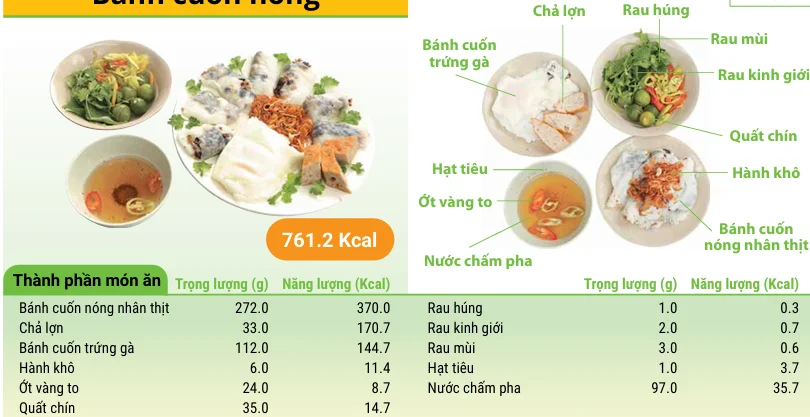 Bánh cuốn nóng
Chả lợn
Rau húng
Bánh cuốn
trứng gà
Rau mùi
Rau kinh giới
Quất chín
Hạt tiêu
Hành khô
Ớt vàng to
Bánh cuốn
nóng nhân thịt
Nước chấm pha
761.2 Kcal
Thành phần món ăn Trọng lượng (g) Năng lượng (Kcal)
Bánh cuốn nóng nhân thịt 272.0 370.0
Chả lợn 33.0 170.7
Bánh cuốn trứng gà 112.0 144.7
Hành khô 6.0 11.4
Ớt vàng to 24.0 8.7
Quất chín 35.0 14.7
Trọng lượng (g) Năng lượng (Kcal)
Rau húng 1.0 0.3
Rau kinh giới 2.0 0.7
Rau mùi 3.0 0.6
Hạt tiêu 1.0 3.7
Nước chấm pha 97.0 35.7